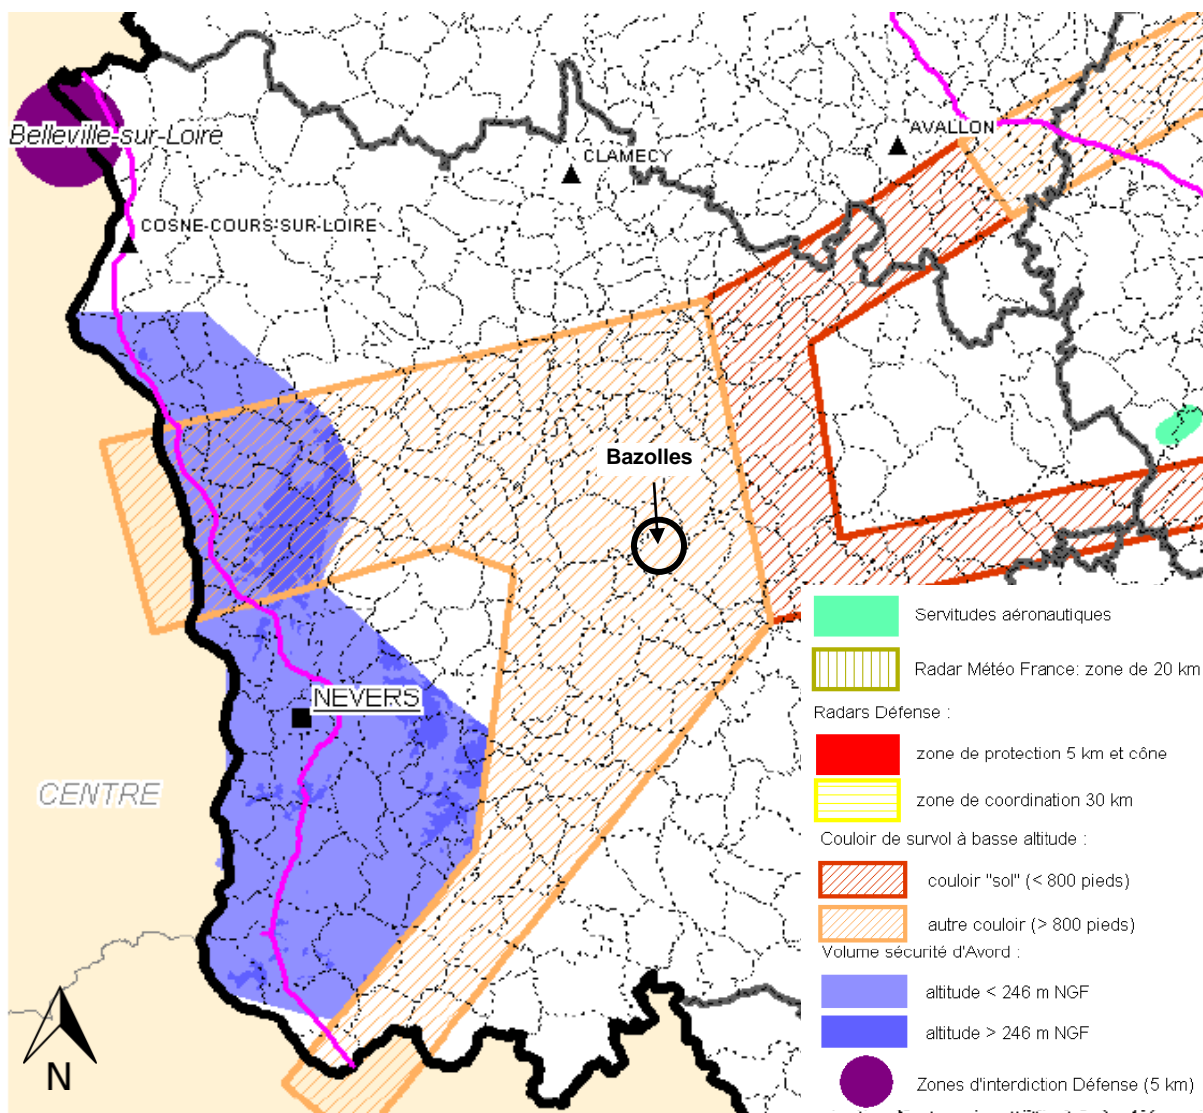 Belleville-sur-Loire
AVALLON
CLAMECY
COSNE-COURS-SUR-LOIRE
Bazolles
NEVERS
CENTRE
N
Servitudes aéronautiques
Radar Météo France: zone de 20 km
Radars Défense :
zone de protection 5 km et cône
zone de coordination 30 km
Couloir de survol à basse altitude :
couloir "sol" (< 800 pieds)
autre couloir (> 800 pieds)
Volume sécurité d'Avord :
altitude < 246 m NGF
altitude > 246 m NGF
Zones d'interdiction Défense (5 km)